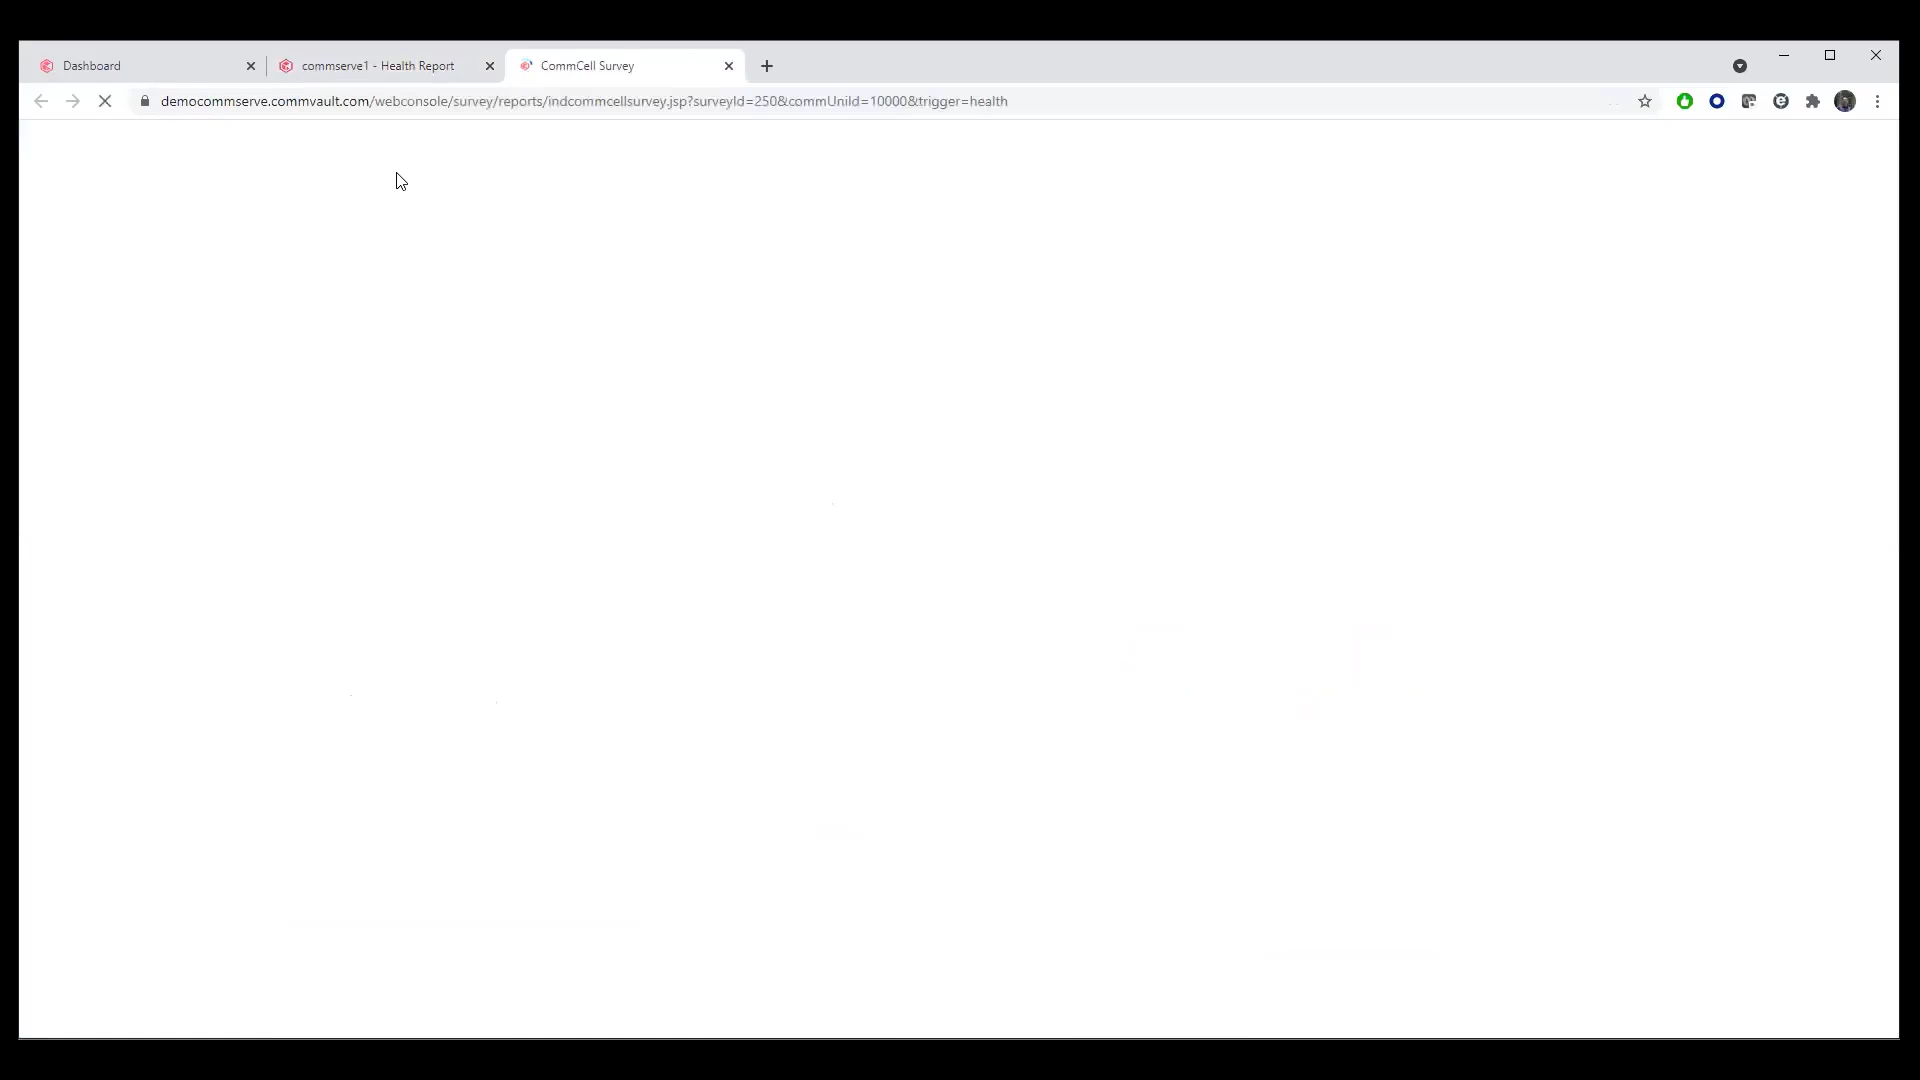 Dashboard
commserve1 - Health Report
CommCell Survey
democommserve.commvault.com/webconsole/survey/reports/indcommcellsurvey.jsp?surveyId=250&commUniId=10000&trigger=health